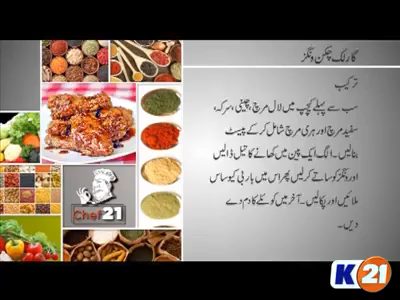 گارلک چکن ونگز
ترکیب
سب سے پہلے کیچپ میں لال مرچ، چینی، سرکہ،
سفید مرچ اور ہری مرچ شامل کر کے پیسٹ
بنالیں۔ الگ ایک پین میں کھانے کا تیل ڈالیں
اور ونگز کو ساتے کرلیں پھر اس میں باربی کیو ساس
ملائیں اور پکالیں۔ آخر میں کوئلے کا دم دے
دیں۔
Chef21
K21